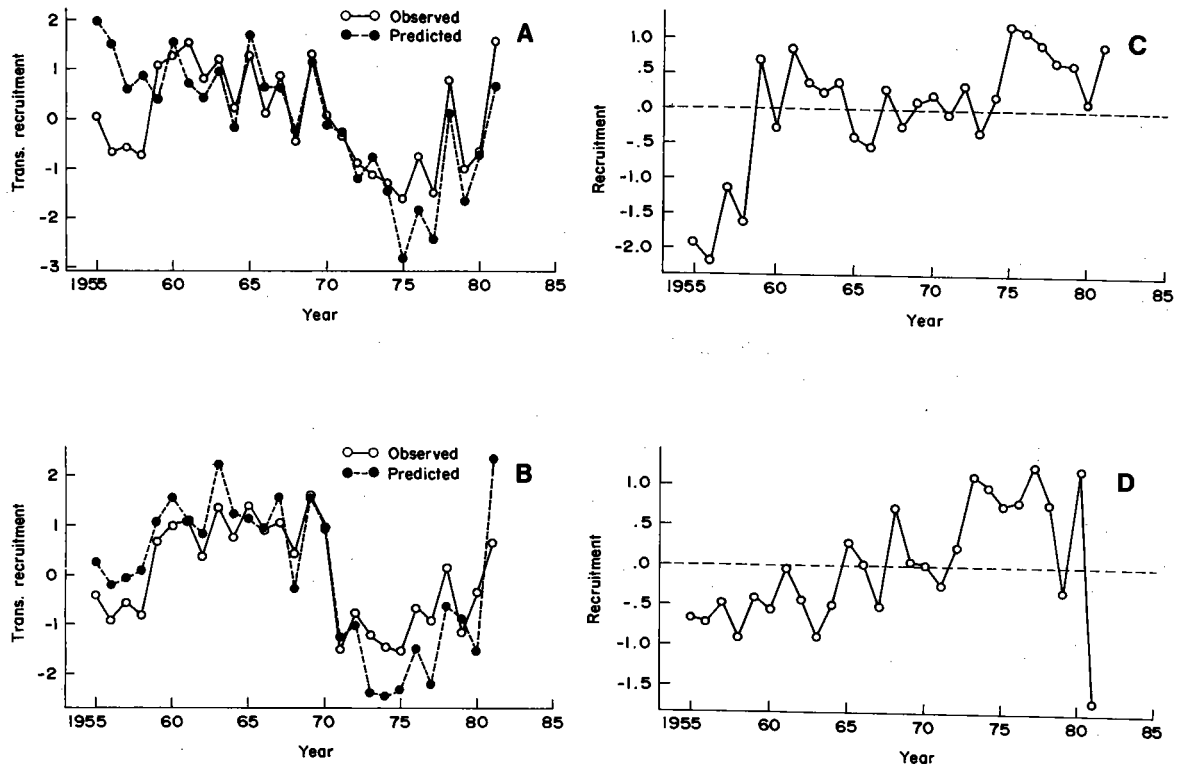 Observed
Predicted
A
2
1
0
-1
-2
-3
Trans. recruitment
1955 60 65 70 75 80 85
Year
C
1.0
.5
.0
-.5
-1.0
-1.5
-2.0
Recruitment
1955 60 65 70 75 80 85
Year
Observed
Predicted
B
2
1
0
-1
-2
Trans. recruitment
1955 60 65 70 75 80 85
Year
D
1.0
.5
.0
-.5
-1.0
-1.5
Recruitment
1955 60 65 70 75 80 85
Year